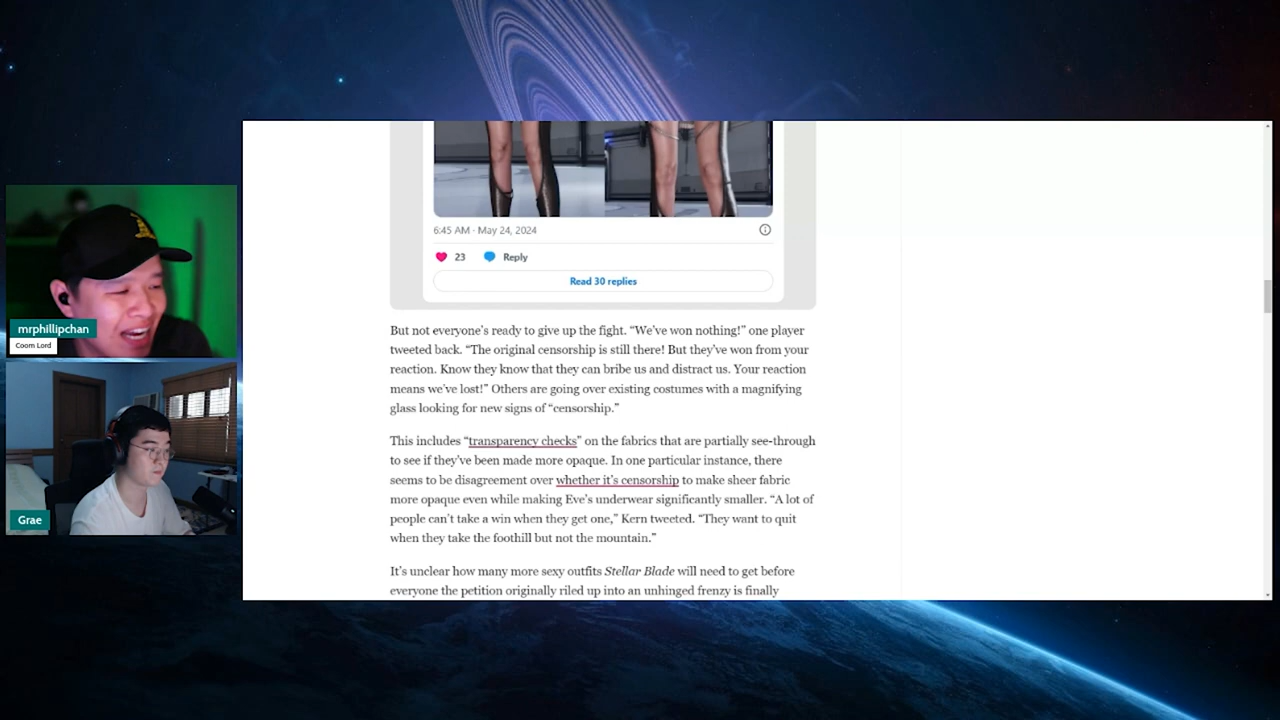 6:45 AM · May 24, 2024
23 Reply
Read 30 replies
But not everyone's ready to give up the fight. “We've won nothing!” one player
tweeted back. “The original censorship is still there! But they've won from your
reaction. Know they know that they can bribe us and distract us. Your reaction
means we've lost!” Others are going over existing costumes with a magnifying
glass looking for new signs of “censorship.”
This includes “transparency checks” on the fabrics that are partially see-through
to see if they've been made more opaque. In one particular instance, there
seems to be disagreement over whether it's censorship to make sheer fabric
more opaque even while making Eve's underwear significantly smaller. “A lot of
people can't take a win when they get one,” Kern tweeted. “They want to quit
when they take the foothill but not the mountain.”
It's unclear how many more sexy outfits Stellar Blade will need to get before
everyone the petition originally riled up into an unhinged frenzy is finally
mrphillipchan
Coom Lord
Grae